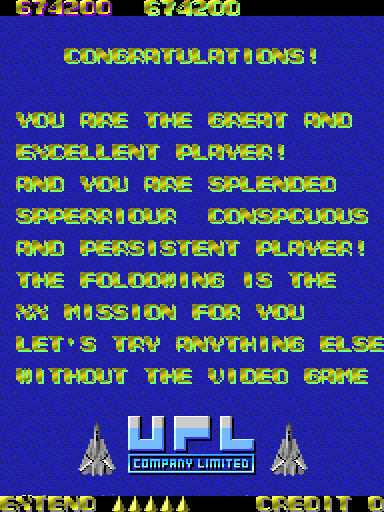 674200 674200
CONGRATULATIONS!
YOU ARE THE GREAT AND
EXCELLENT PLAYER!
AND YOU ARE SPLENDED
SPPERRIOUR CONSPCUOUS
AND PERSISTENT PLAYER!
THE FOLOOWING IS THE
XX MISSION FOR YOU
LET'S TRY ANYTHING ELSE
WITHOUT THE VIDEO GAME
UPL
COMPANY LIMITED
EXTEND CREDIT 0